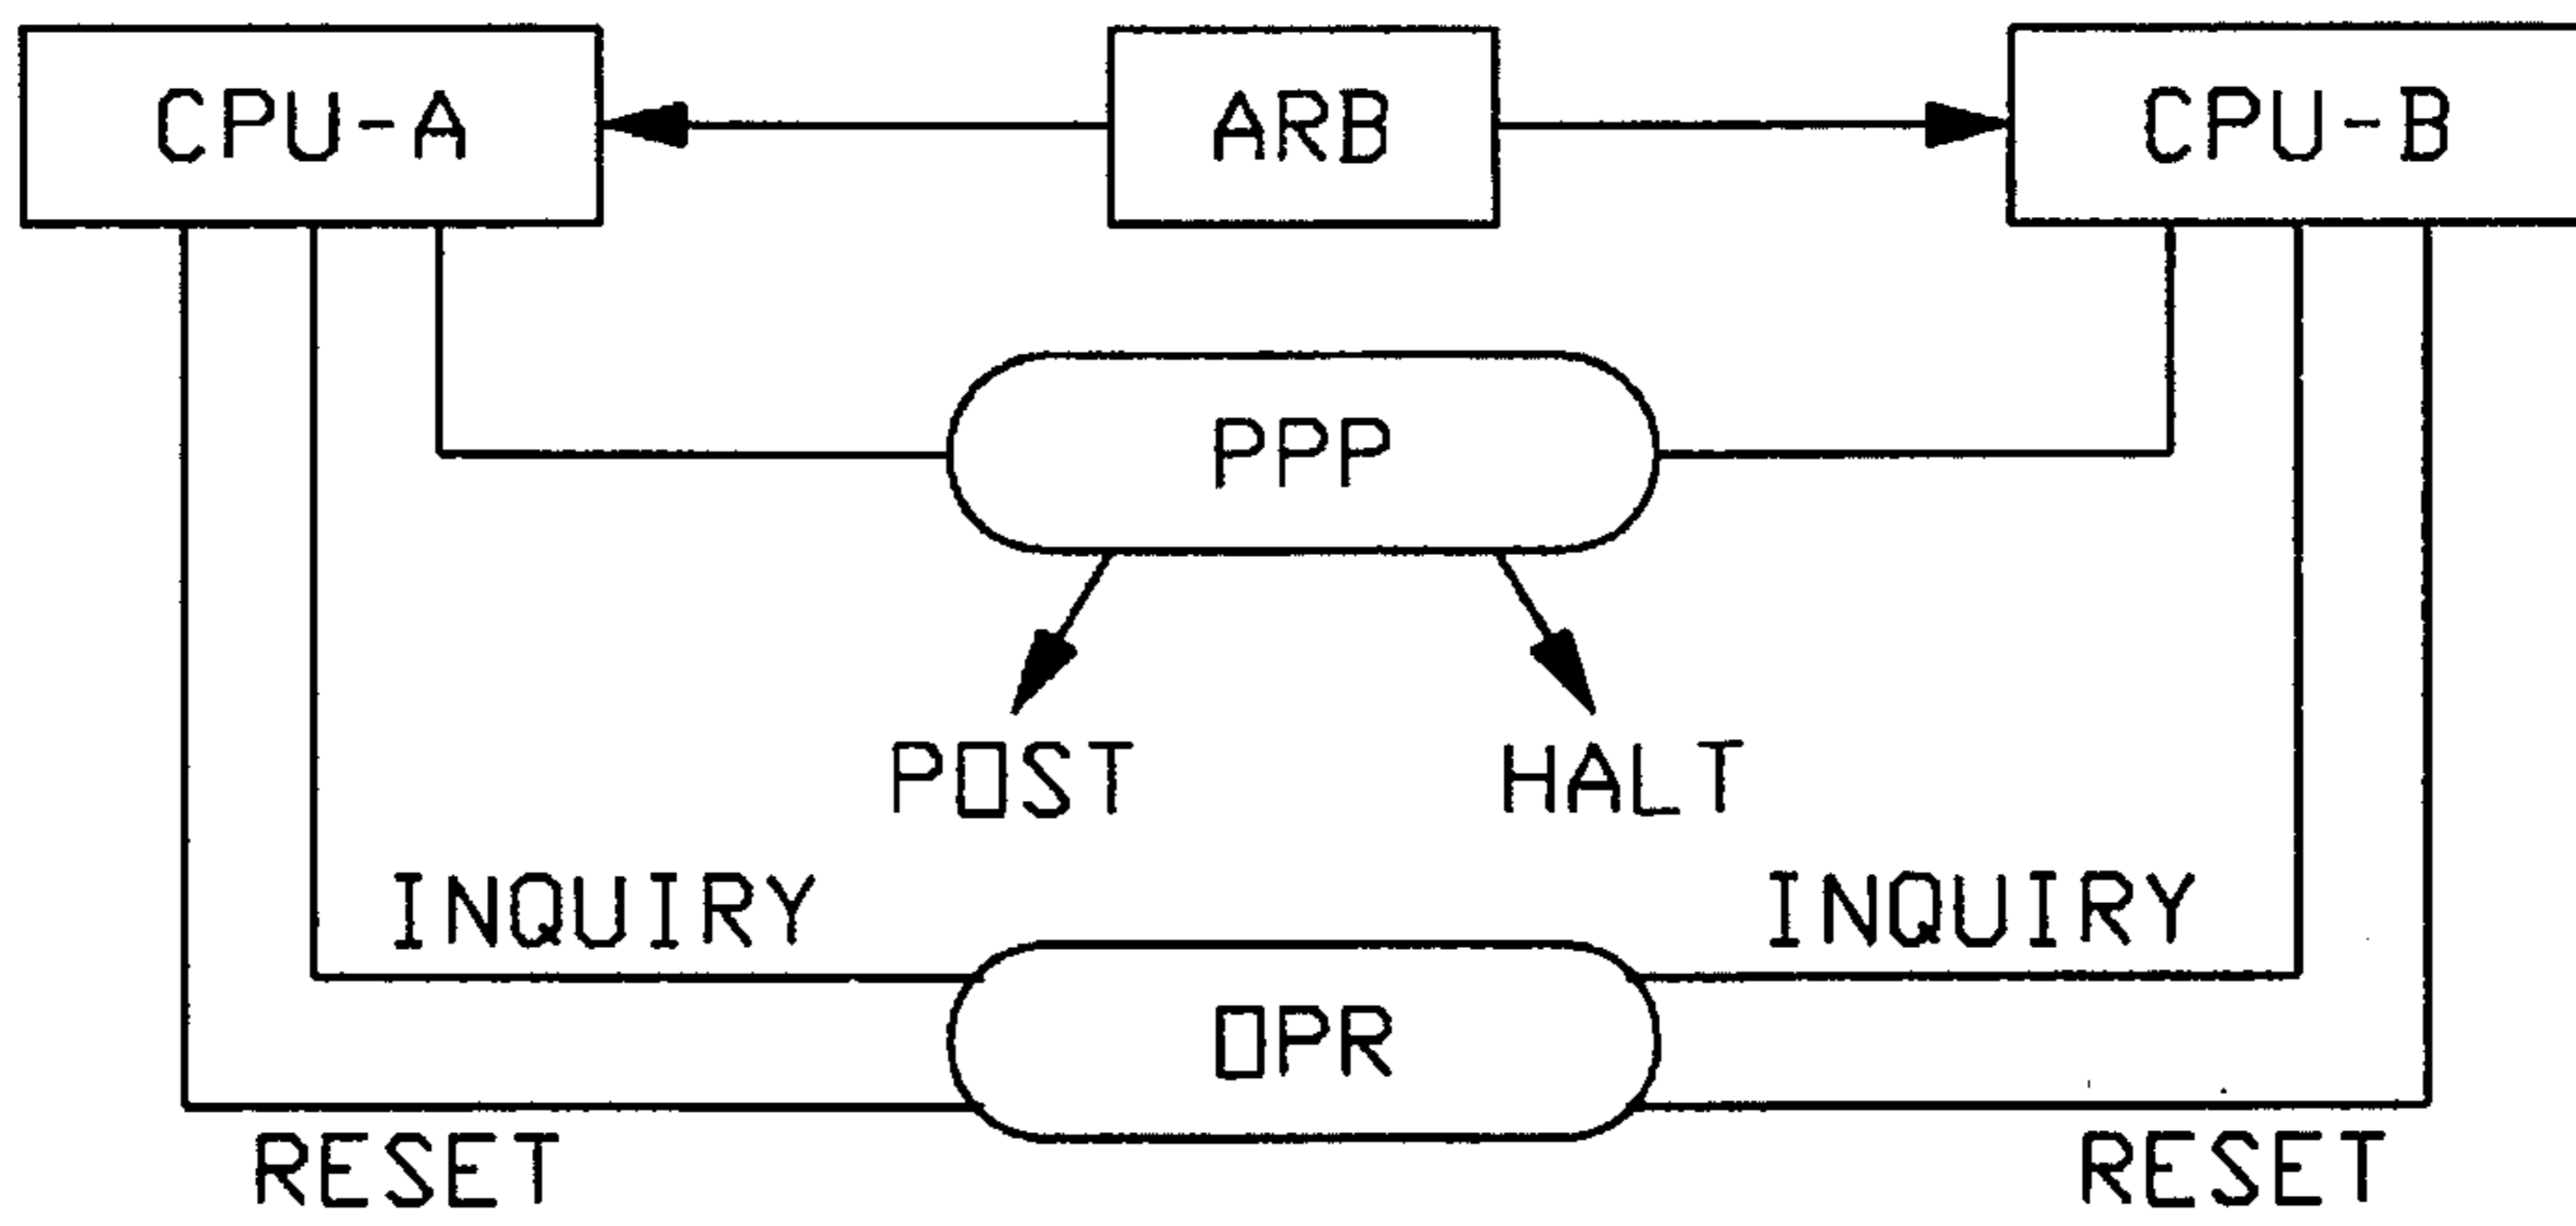 CPU-A
ARB
CPU-B
PPP
POST
HALT
INQUIRY
INQUIRY
OPR
RESET
RESET